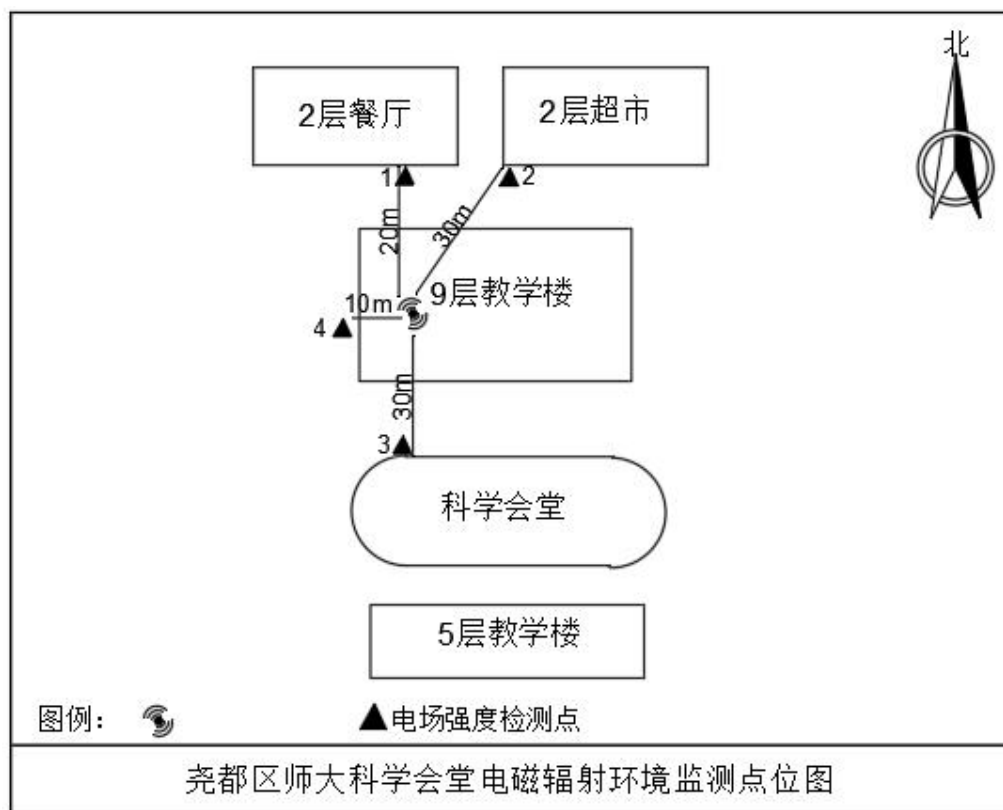 北
2层餐厅
2层超市
1
2
20m
30m
9层教学楼
10m
4
30m
3
科学会堂
5层教学楼
图例：
电场强度检测点
尧都区师大科学会堂电磁辐射环境监测点位图